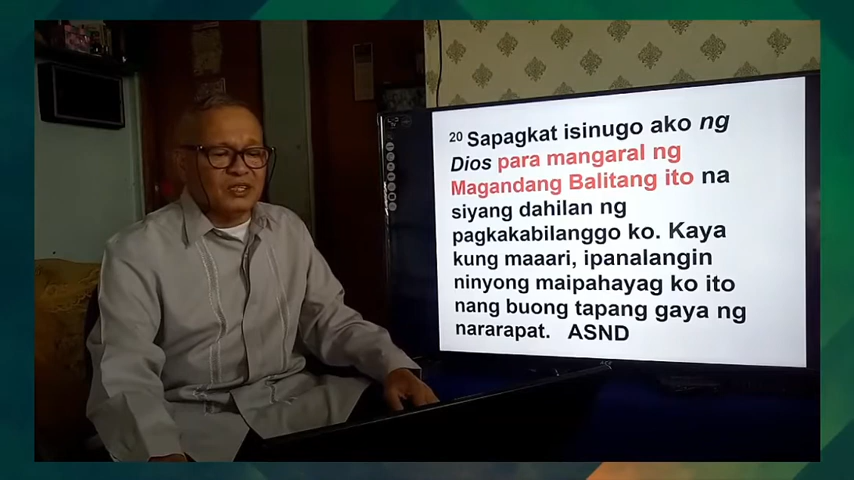 20 Sapagkat isinugo ako ng
Dios para mangaral ng
Magandang Balitang ito na
siyang dahilan ng
pagkakabilanggo ko. Kaya
kung maaari, ipanalangin
ninyong maipahayag ko ito
nang buong tapang gaya ng
nararapat. ASND